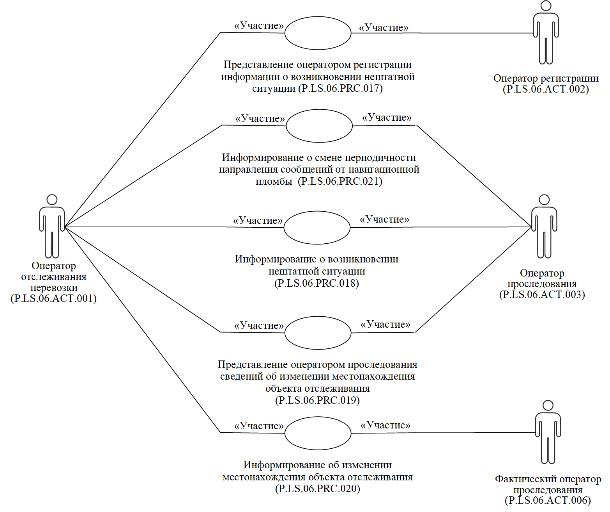 «Участие» «Участие»
Представление оператором регистрации
информации о возникновении нештатной
ситуации (P.LS.06.PRC.017)
Оператор регистрации
(P.LS.06.ACT.002)
«Участие» «Участие»
Информирование о смене периодичности
направления сообщений от навигационной
пломбы (P.LS.06.PRC.021)
«Участие» «Участие»
Информирование о возникновении
нештатной ситуации
(P.LS.06.PRC.018)
Оператор
отслеживания
перевозки
(P.LS.06.ACT.001)
Оператор
проследования
(P.LS.06.ACT.003)
«Участие» «Участие»
Представление оператором проследования
сведений об изменении местонахождения
объекта отслеживания
(P.LS.06.PRC.019)
«Участие» «Участие»
Информирование об изменении
местонахождения объекта отслеживания
(P.LS.06.PRC.020)
Фактический оператор
проследования
(P.LS.06.ACT.006)